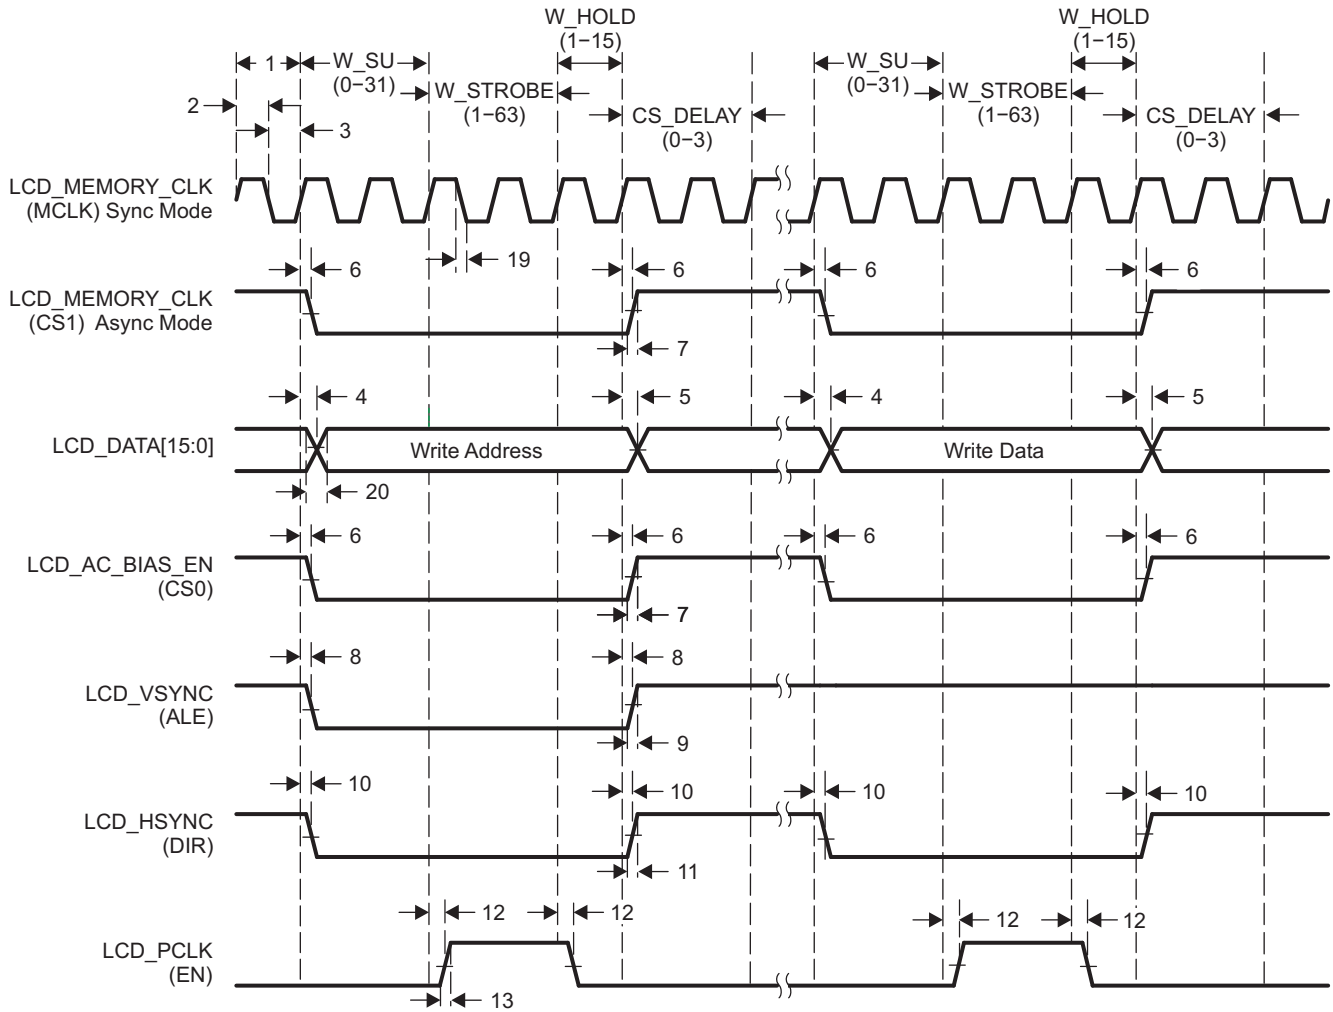 W_HOLD
(1−15)
W_HOLD
(1−15)
1
W_SU
(0−31)
W_SU
(0−31)
2
W_STROBE
(1−63)
W_STROBE
(1−63)
3
CS_DELAY
(0−3)
CS_DELAY
(0−3)
LCD_MEMORY_CLK
(MCLK) Sync Mode
19
6
6
6
6
LCD_MEMORY_CLK
(CS1) Async Mode
7
4
5
4
5
LCD_DATA[15:0]
Write Address
Write Data
20
6
6
6
6
LCD_AC_BIAS_EN
(CS0)
7
8
8
LCD_VSYNC
(ALE)
9
10
10
10
10
LCD_HSYNC
(DIR)
11
12
12
12
12
LCD_PCLK
(EN)
13